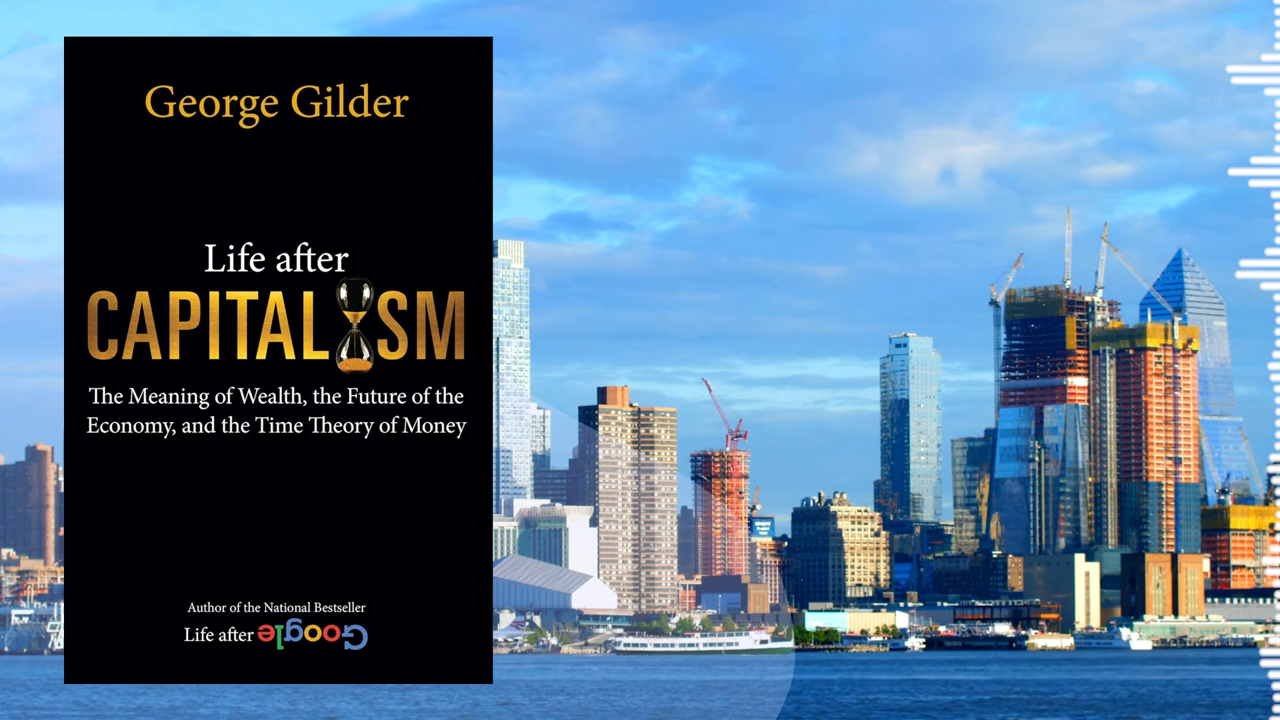 George Gilder
Life after
CAPITALISM
The Meaning of Wealth, the Future of the
Economy, and the Time Theory of Money
Author of the National Bestseller
Life after Google